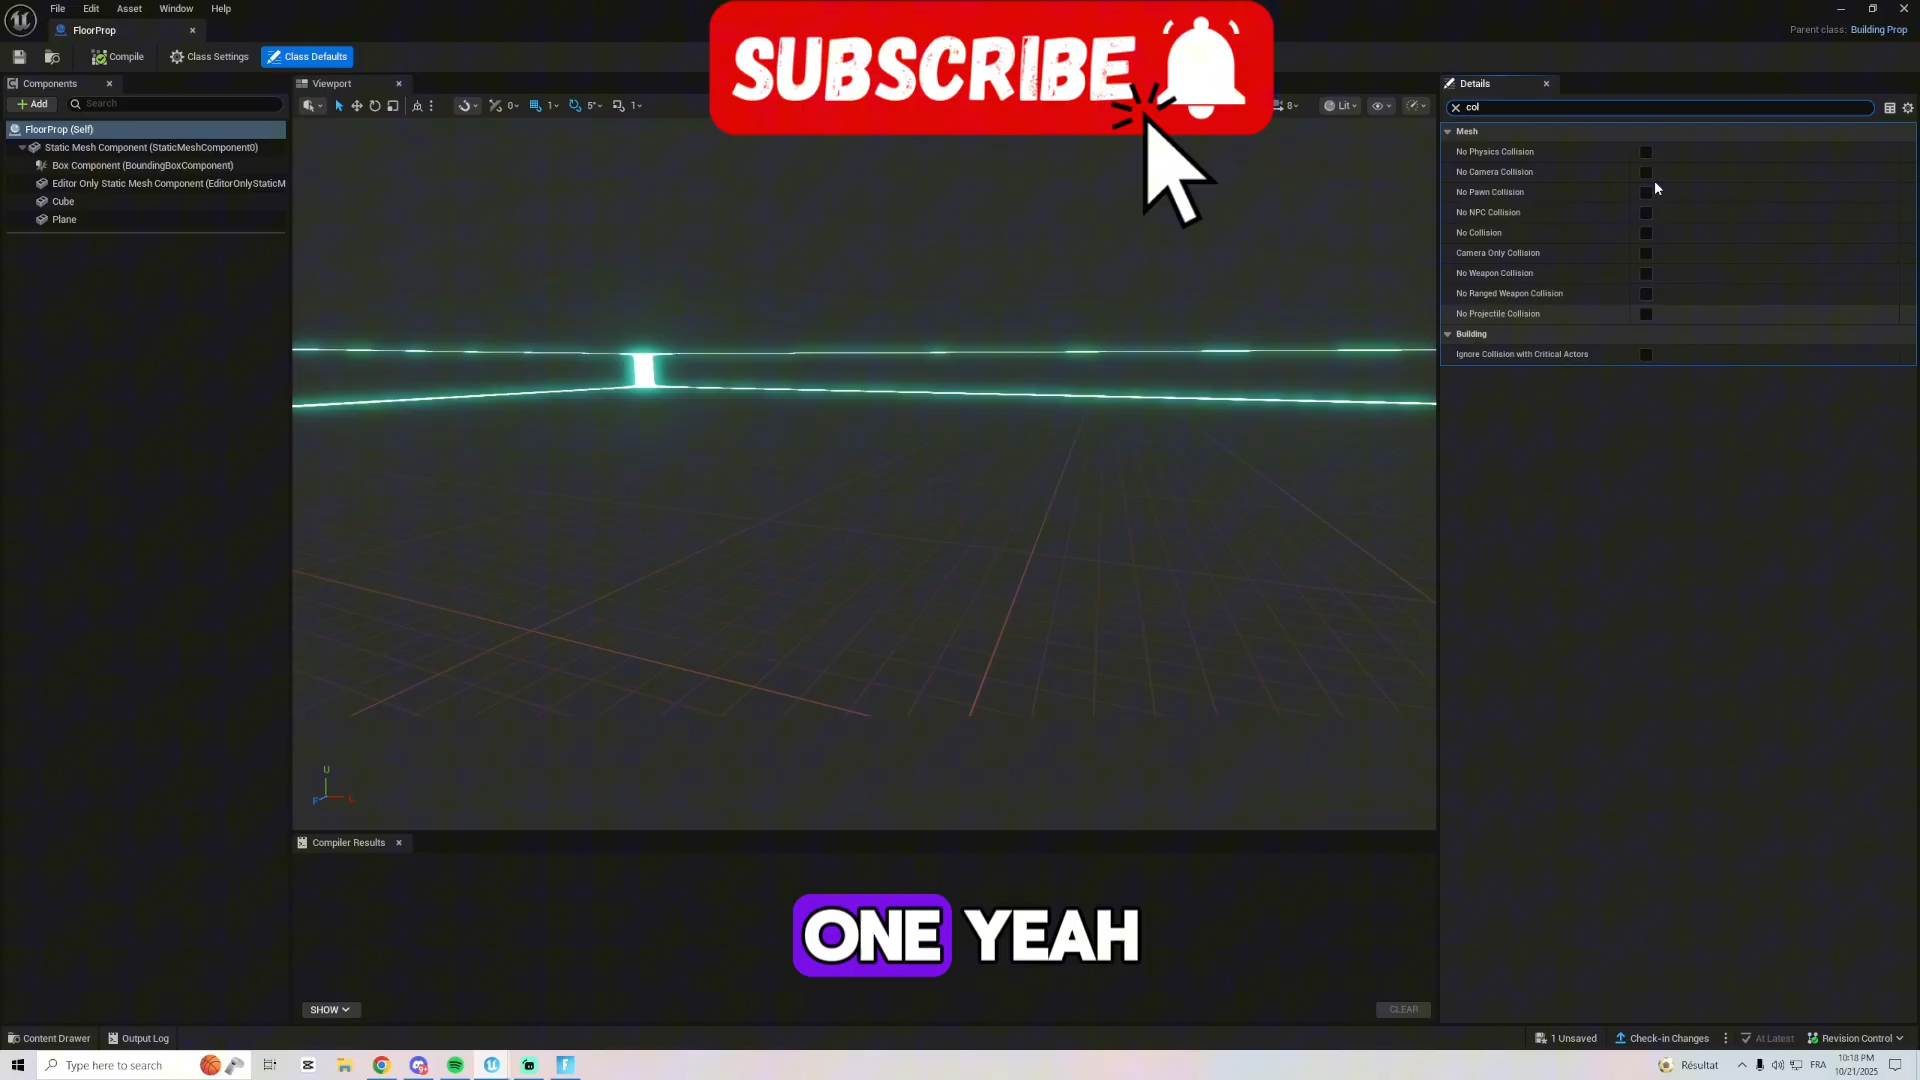 File Edit Asset Window Help
FloorProp
Parent class: Building Prop
Compile Class Settings Class Defaults
SUBSCRIBE
Components
Add Search
FloorProp (Self)
Static Mesh Component (StaticMeshComponent0)
Box Component (BoundingBoxComponent)
Editor Only Static Mesh Component (EditorOnlyStaticM
Cube
Plane
Viewport
0 1 5° 1 8 Lit
Details
col
Mesh
No Physics Collision
No Camera Collision
No Pawn Collision
No NPC Collision
No Collision
Camera Only Collision
No Weapon Collision
No Ranged Weapon Collision
No Projectile Collision
Building
Ignore Collision with Critical Actors
U
F L
Compiler Results
ONE YEAH
SHOW CLEAR
Content Drawer Output Log 1 Unsaved Check-in Changes At Latest Revision Control
Type here to search Résultat FRA 10:18 PM
10/21/2025